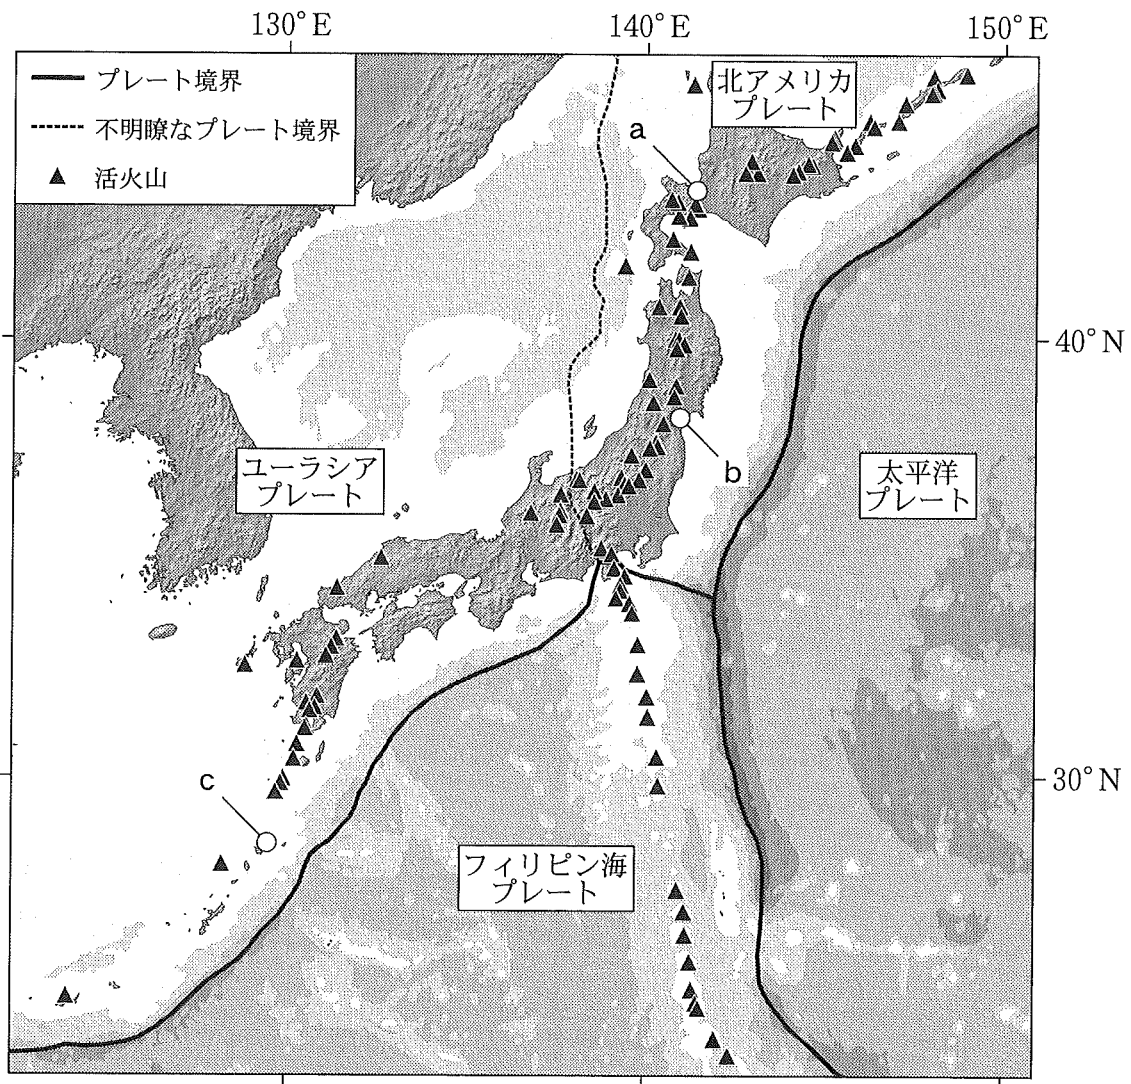 130°E
140°E
150°E
プレート境界
不明瞭なプレート境界
活火山
北アメリカ
プレート
a
40°N
ユーラシア
プレート
b
太平洋
プレート
30°N
c
フィリピン海
プレート